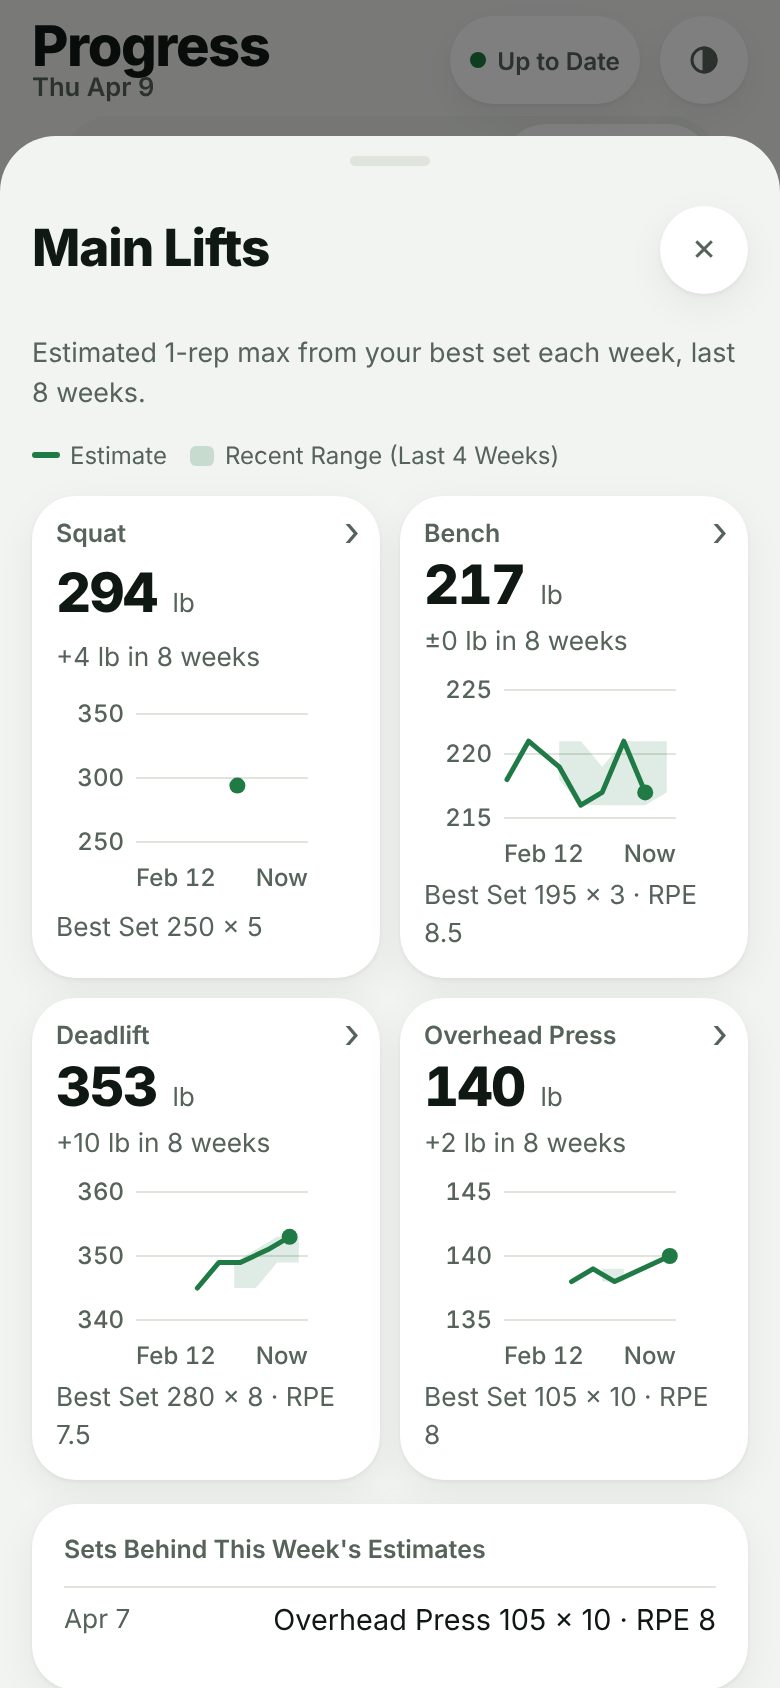 Progress
Thu Apr 9
Up to Date
Main Lifts
Estimated 1-rep max from your best set each week, last
8 weeks.
Estimate
Recent Range (Last 4 Weeks)
Squat
294 lb
+4 lb in 8 weeks
350
300
250
Feb 12
Now
Best Set 250 × 5
Bench
217 lb
±0 lb in 8 weeks
225
220
215
Feb 12
Now
Best Set 195 × 3 · RPE
8.5
Deadlift
353 lb
+10 lb in 8 weeks
360
350
340
Feb 12
Now
Best Set 280 × 8 · RPE
7.5
Overhead Press
140 lb
+2 lb in 8 weeks
145
140
135
Feb 12
Now
Best Set 105 × 10 · RPE
8
Sets Behind This Week's Estimates
Apr 7
Overhead Press 105 × 10 · RPE 8